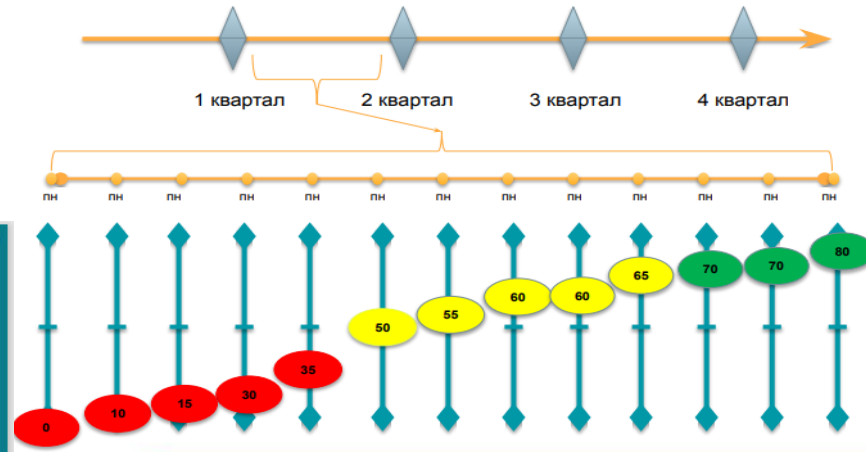 1 квартал 2 квартал 3 квартал 4 квартал
пн пн пн пн пн пн пн пн пн пн пн пн пн
0 10 15 30 35 50 55 60 60 65 70 70 80